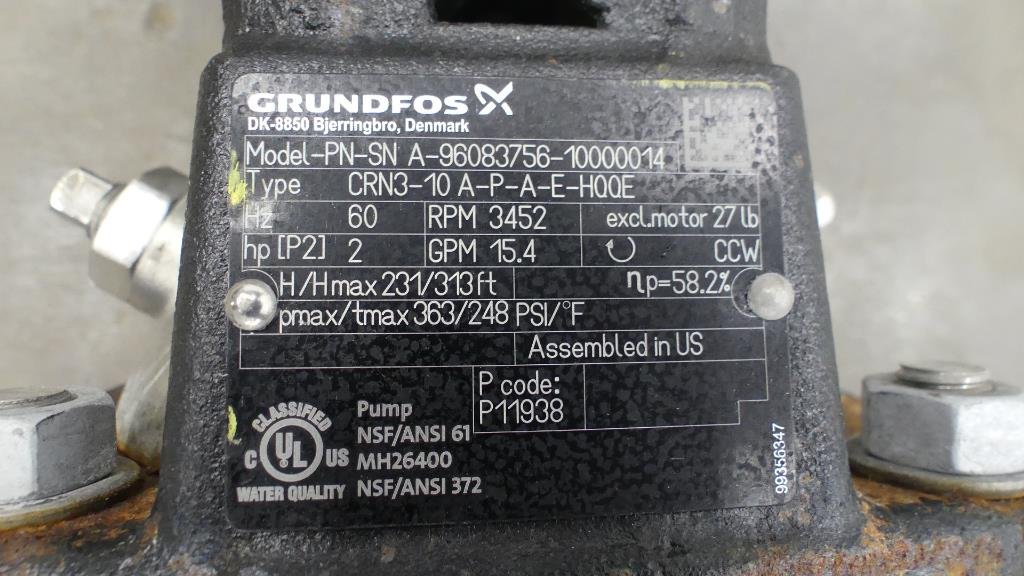 GRUNDFOS
DK-8850 Bjerringbro, Denmark
Model-PN-SN A-96083756-10000014
Type CRN3-10 A-P-A-E-HQQE
Hz 60 RPM 3452 excl.motor 27 lb
hp [P2] 2 GPM 15.4 CCW
H/Hmax 231/313 ft ηp=58.2%
pmax/tmax 363/248 PSI/°F
Assembled in US
P code:
P11938
CLASSIFIED
C UL US
WATER QUALITY
Pump
NSF/ANSI 61
MH26400
NSF/ANSI 372
99356347